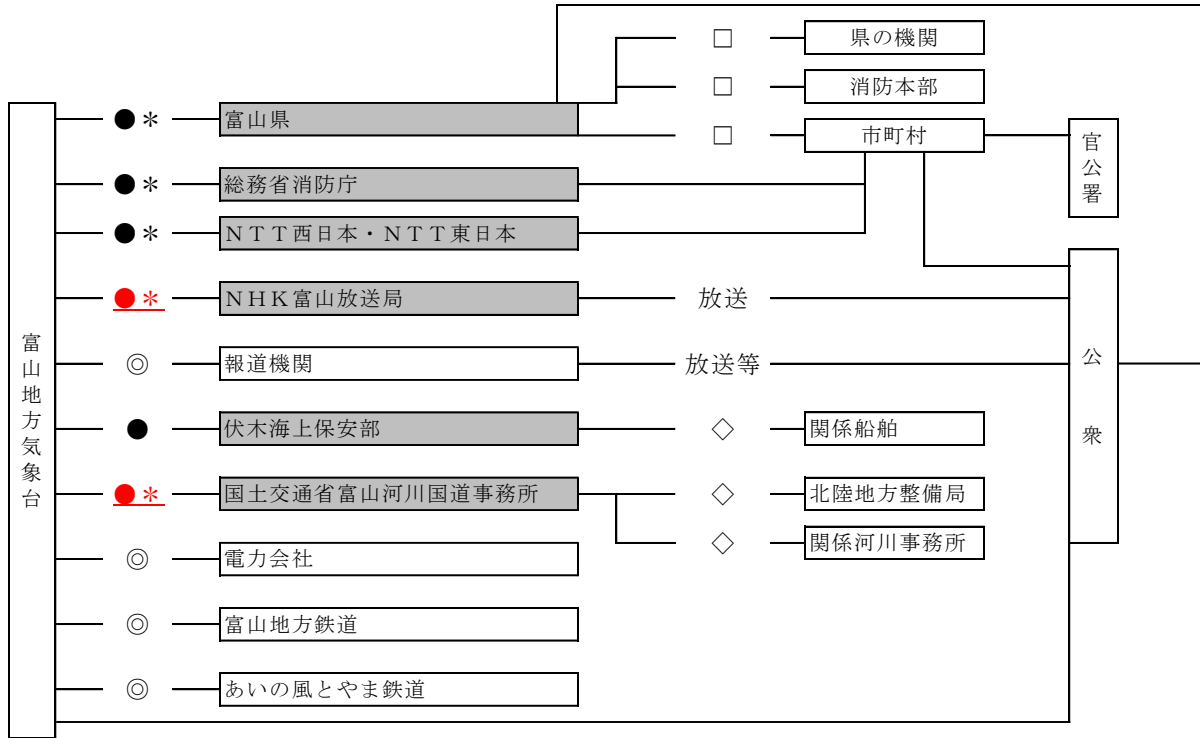 □ 県の機関
□ 消防本部
●＊ 富山県
□ 市町村
官公署
●＊ 総務省消防庁
●＊ ＮＴＴ西日本・ＮＴＴ東日本
●＊ ＮＨＫ富山放送局 放送
富山地方気象台
◎ 報道機関 放送等
公衆
● 伏木海上保安部 ◇ 関係船舶
●＊ 国土交通省富山河川国道事務所 ◇ 北陸地方整備局
◇ 関係河川事務所
◎ 電力会社
◎ 富山地方鉄道
◎ あいの風とやま鉄道